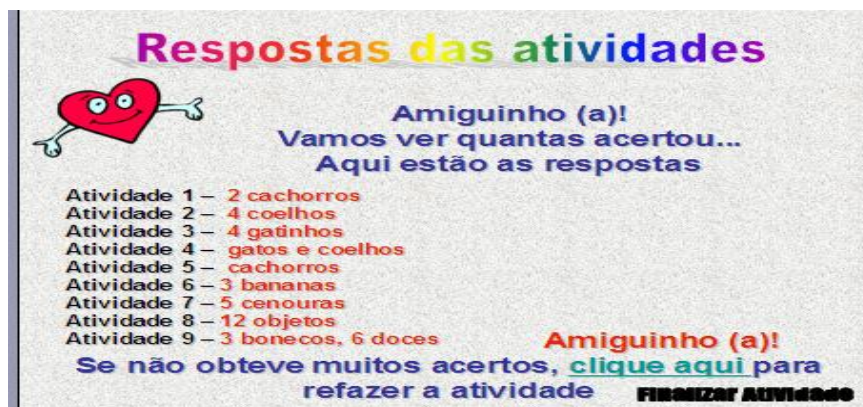 Respostas das atividades
Amiguinho (a)!
Vamos ver quantas acertou...
Aqui estão as respostas
Atividade 1 – 2 cachorros
Atividade 2 – 4 coelhos
Atividade 3 – 4 gatinhos
Atividade 4 – gatos e coelhos
Atividade 5 – cachorros
Atividade 6 – 3 bananas
Atividade 7 – 5 cenouras
Atividade 8 – 12 objetos
Atividade 9 – 3 bonecos, 6 doces
Amiguinho (a)!
Se não obteve muitos acertos, clique aqui para
refazer a atividade
Finalizar Atividade